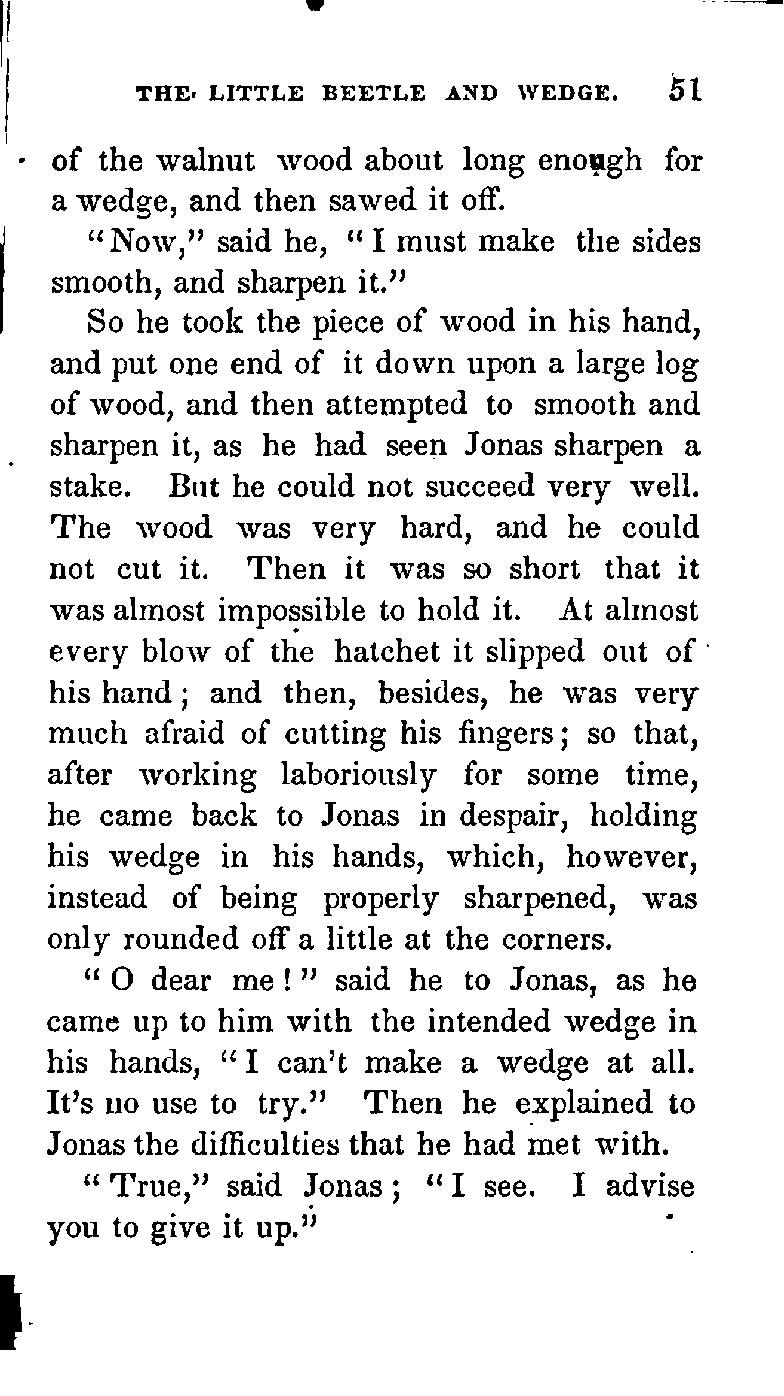 THE LITTLE BEETLE AND WEDGE. 51
of the walnut wood about long enough for
a wedge, and then sawed it off.
“Now,” said he, “I must make the sides
smooth, and sharpen it.”
So he took the piece of wood in his hand,
and put one end of it down upon a large log
of wood, and then attempted to smooth and
sharpen it, as he had seen Jonas sharpen a
stake. But he could not succeed very well.
The wood was very hard, and he could
not cut it. Then it was so short that it
was almost impossible to hold it. At almost
every blow of the hatchet it slipped out of
his hand; and then, besides, he was very
much afraid of cutting his fingers; so that,
after working laboriously for some time,
he came back to Jonas in despair, holding
his wedge in his hands, which, however,
instead of being properly sharpened, was
only rounded off a little at the corners.
“O dear me!” said he to Jonas, as he
came up to him with the intended wedge in
his hands, “I can't make a wedge at all.
It's no use to try.” Then he explained to
Jonas the difficulties that he had met with.
“True,” said Jonas; “I see. I advise
you to give it up.”